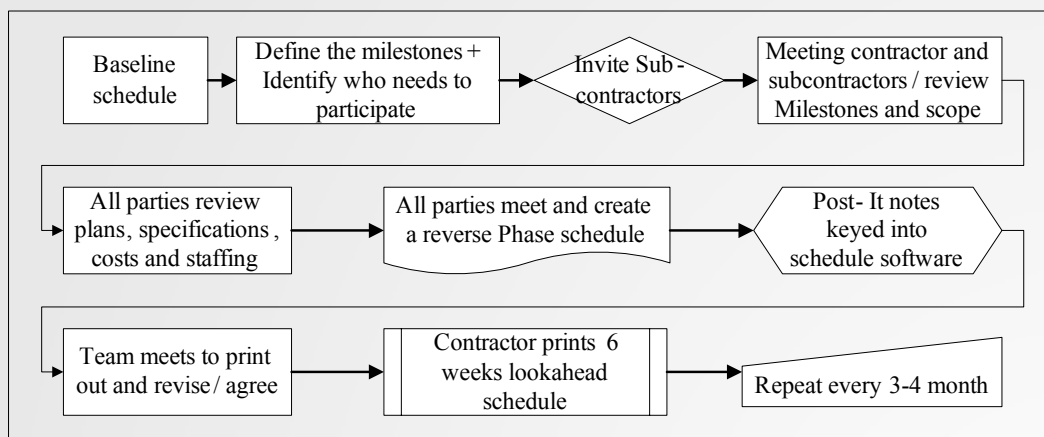 Baseline
schedule
Define the milestones +
Identify who needs to
participate
Invite Sub -
contractors
Meeting contractor and
subcontractors / review
Milestones and scope
All parties review
plans , specifications ,
costs and staffing
All parties meet and create
a reverse Phase schedule
Post- It notes
keyed into
schedule software
Team meets to print
out and revise / agree
Contractor prints 6
weeks lookahead
schedule
Repeat every 3-4 month